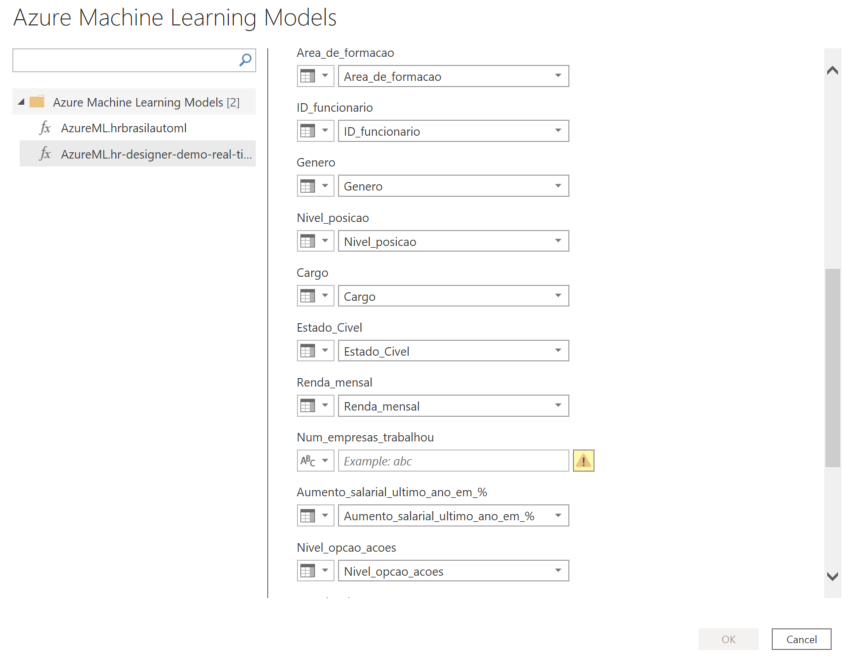 Azure Machine Learning Models
Azure Machine Learning Models [2]
fx AzureML.hrbrasilautoml
fx AzureML.hr-designer-demo-real-ti...
Area_de_formacao
Area_de_formacao
ID_funcionario
ID_funcionario
Genero
Genero
Nivel_posicao
Nivel_posicao
Cargo
Cargo
Estado_Civel
Estado_Civel
Renda_mensal
Renda_mensal
Num_empresas_trabalhou
ABC Example: abc
Aumento_salarial_ultimo_ano_em_%
Aumento_salarial_ultimo_ano_em_%
Nivel_opcao_acoes
Nivel_opcao_acoes
OK Cancel